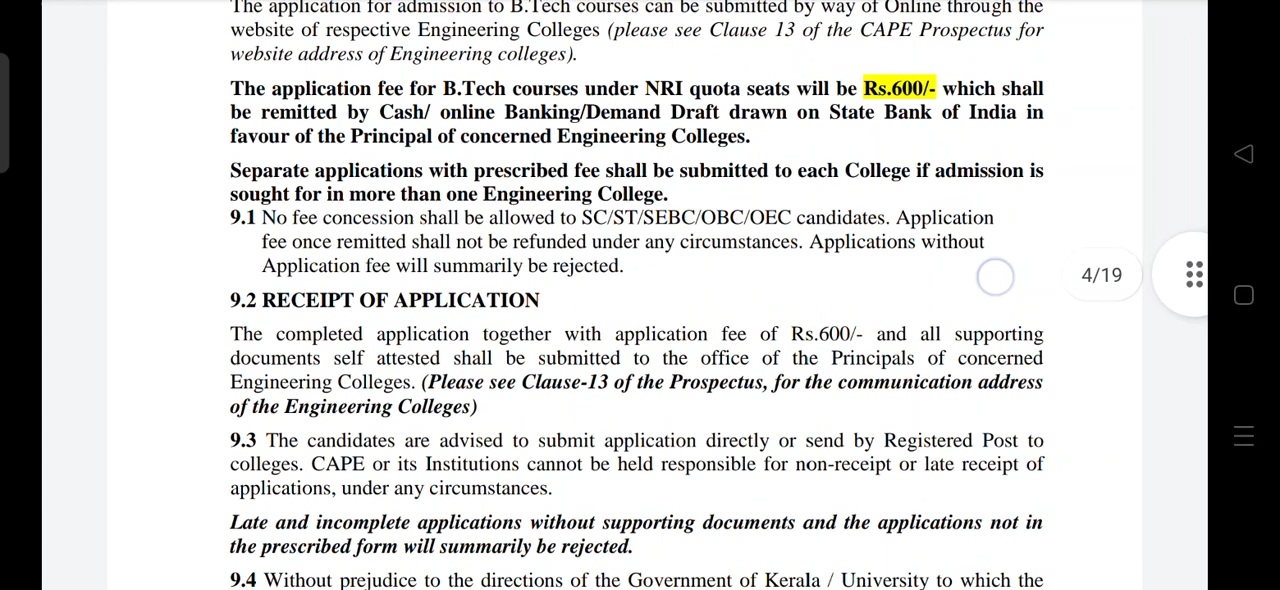 The application for admission to B.Tech courses can be submitted by way of Online through the
website of respective Engineering Colleges (please see Clause 13 of the CAPE Prospectus for
website address of Engineering colleges).
The application fee for B.Tech courses under NRI quota seats will be Rs.600/- which shall
be remitted by Cash/ online Banking/Demand Draft drawn on State Bank of India in
favour of the Principal of concerned Engineering Colleges.
Separate applications with prescribed fee shall be submitted to each College if admission is
sought for in more than one Engineering College.
9.1 No fee concession shall be allowed to SC/ST/SEBC/OBC/OEC candidates. Application
fee once remitted shall not be refunded under any circumstances. Applications without
Application fee will summarily be rejected.
4/19
9.2 RECEIPT OF APPLICATION
The completed application together with application fee of Rs.600/- and all supporting
documents self attested shall be submitted to the office of the Principals of concerned
Engineering Colleges. (Please see Clause-13 of the Prospectus, for the communication address
of the Engineering Colleges)
9.3 The candidates are advised to submit application directly or send by Registered Post to
colleges. CAPE or its Institutions cannot be held responsible for non-receipt or late receipt of
applications, under any circumstances.
Late and incomplete applications without supporting documents and the applications not in
the prescribed form will summarily be rejected.
9.4 Without prejudice to the directions of the Government of Kerala / University to which the